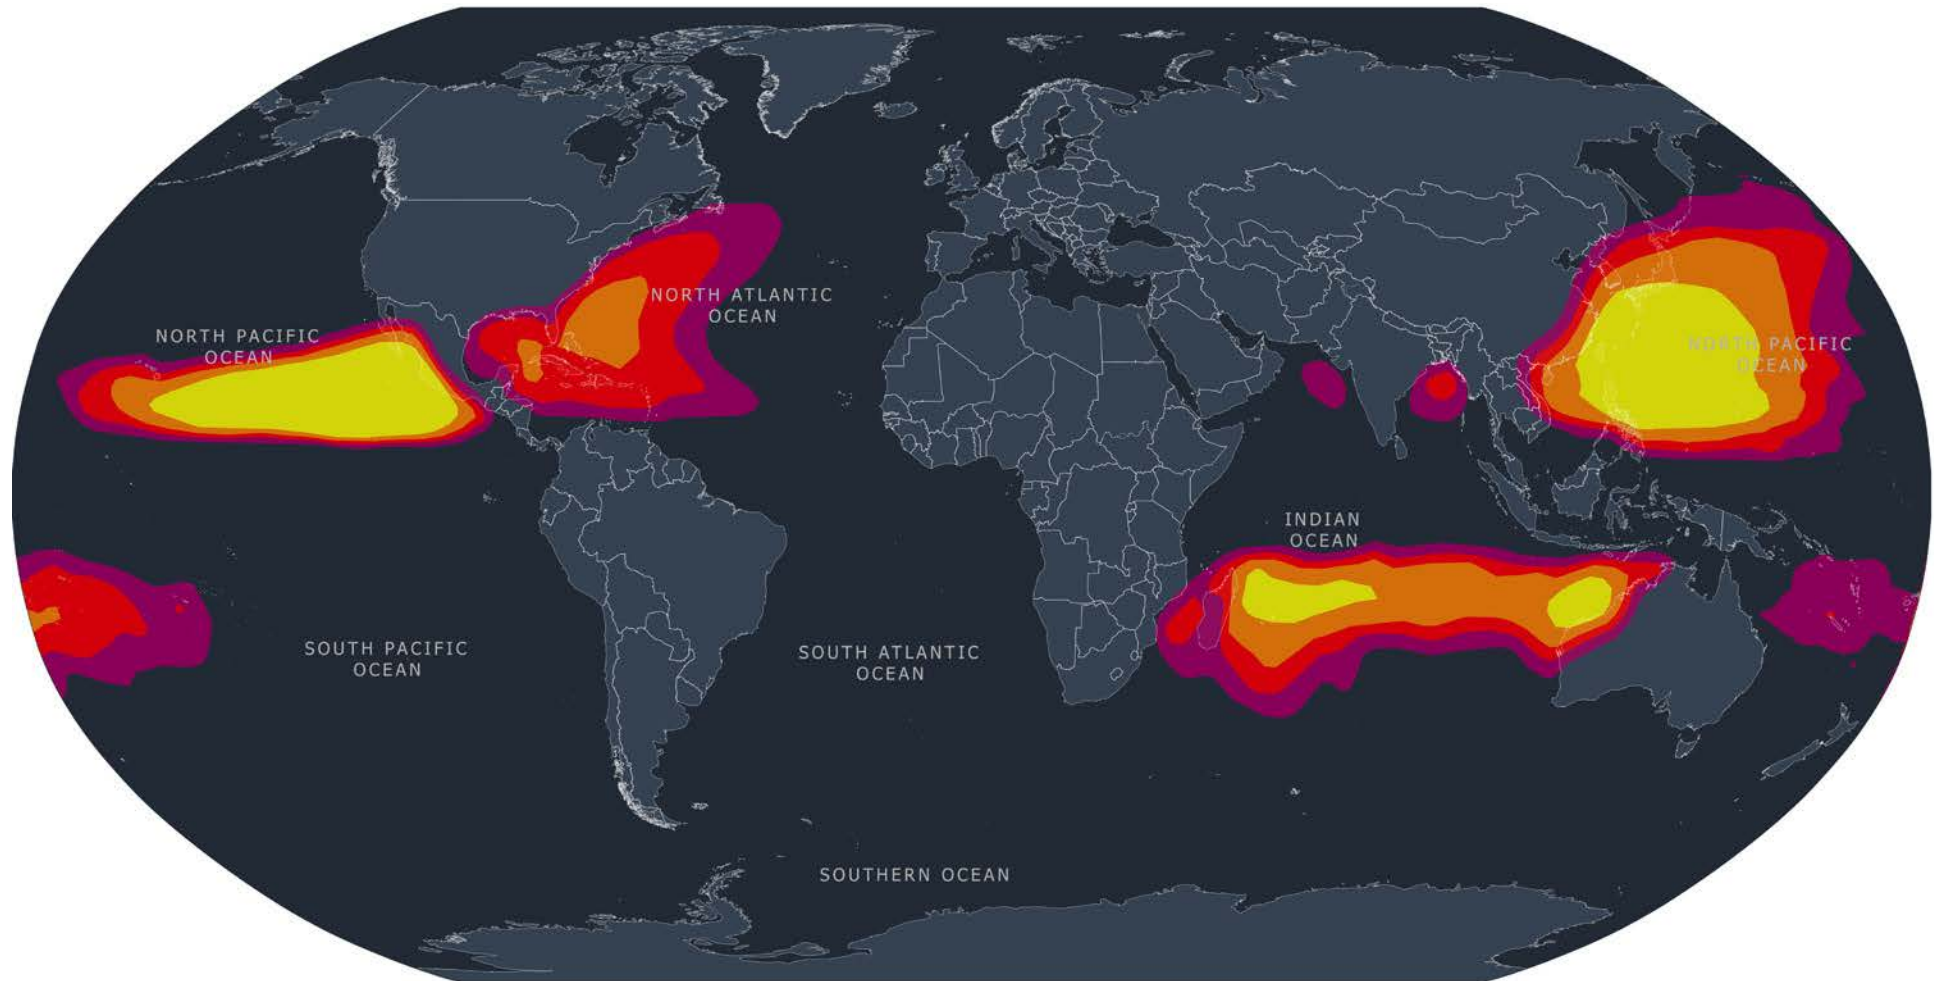 NORTH ATLANTIC
OCEAN
NORTH PACIFIC
OCEAN
NORTH PACIFIC
OCEAN
INDIAN
OCEAN
SOUTH PACIFIC
OCEAN
SOUTH ATLANTIC
OCEAN
SOUTHERN OCEAN